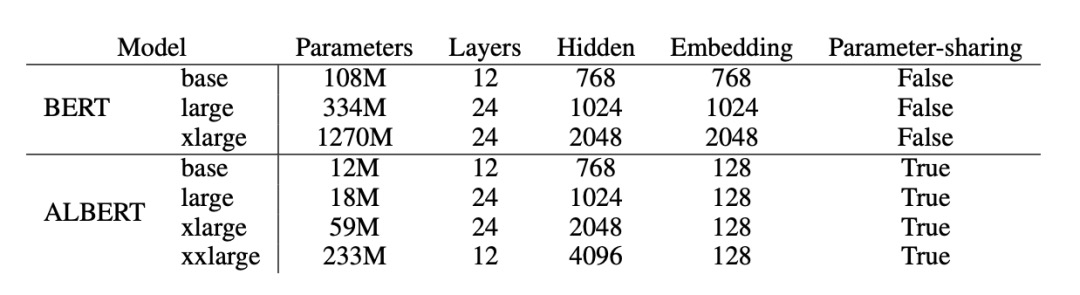 Model Parameters Layers Hidden Embedding Parameter-sharing
base 108M 12 768 768 False
BERT large 334M 24 1024 1024 False
xlarge 1270M 24 2048 2048 False
base 12M 12 768 128 True
large 18M 24 1024 128 True
ALBERT
xlarge 59M 24 2048 128 True
xxlarge 233M 12 4096 128 True